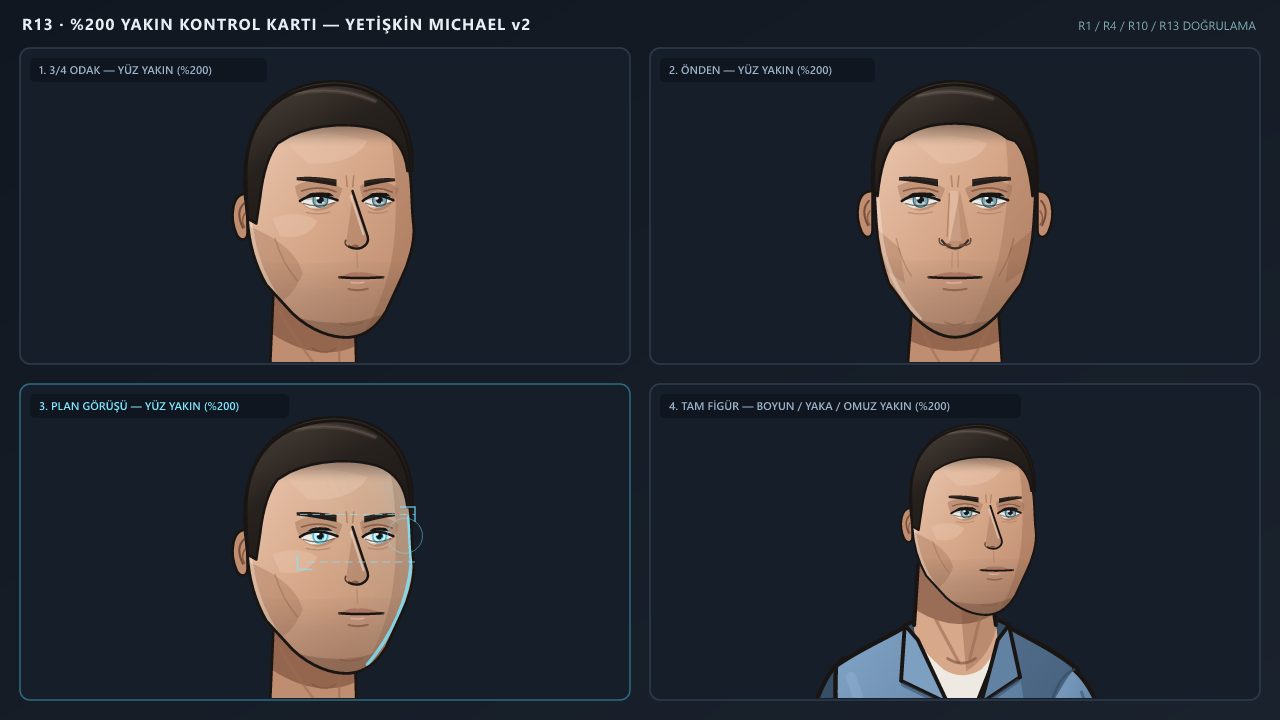 R13 · %200 YAKIN KONTROL KARTI — YETİŞKİN MICHAEL v2
R1 / R4 / R10 / R13 DOĞRULAMA
1. 3/4 ODAK — YÜZ YAKIN (%200)
2. ÖNDEN — YÜZ YAKIN (%200)
3. PLAN GÖRÜŞÜ — YÜZ YAKIN (%200)
4. TAM FİGÜR — BOYUN / YAKA / OMUZ YAKIN (%200)